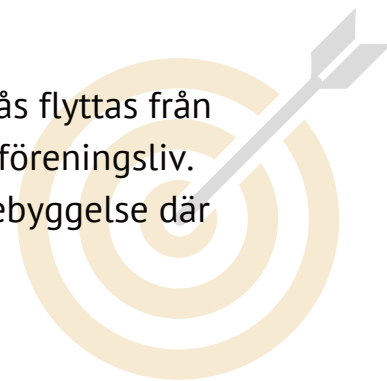 ås flyttas från
föreningsliv.
ebyggelse där